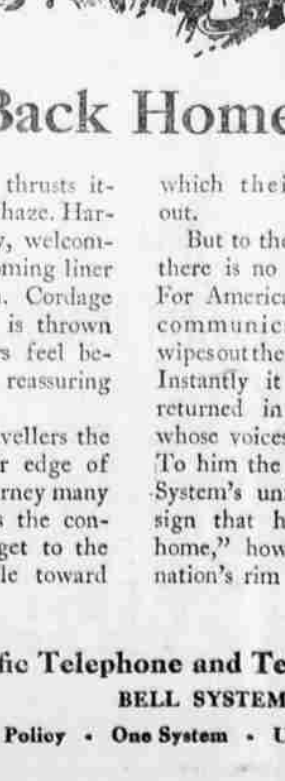 Back Home
thrusts it-
haze. Har-
welcom-
ming liner
Cordage
is thrown
s feel be-
reassuring
vellers the
r edge of
rney many
s the con-
get to the
le toward
which thei
out.
But to the
there is no
For America
communic
wipes out the
Instantly it
returned in
whose voices
To him the
System's un
sign that h
home," how
nation's rim
fic Telephone and Te
BELL SYSTEM
Policy · One System · U